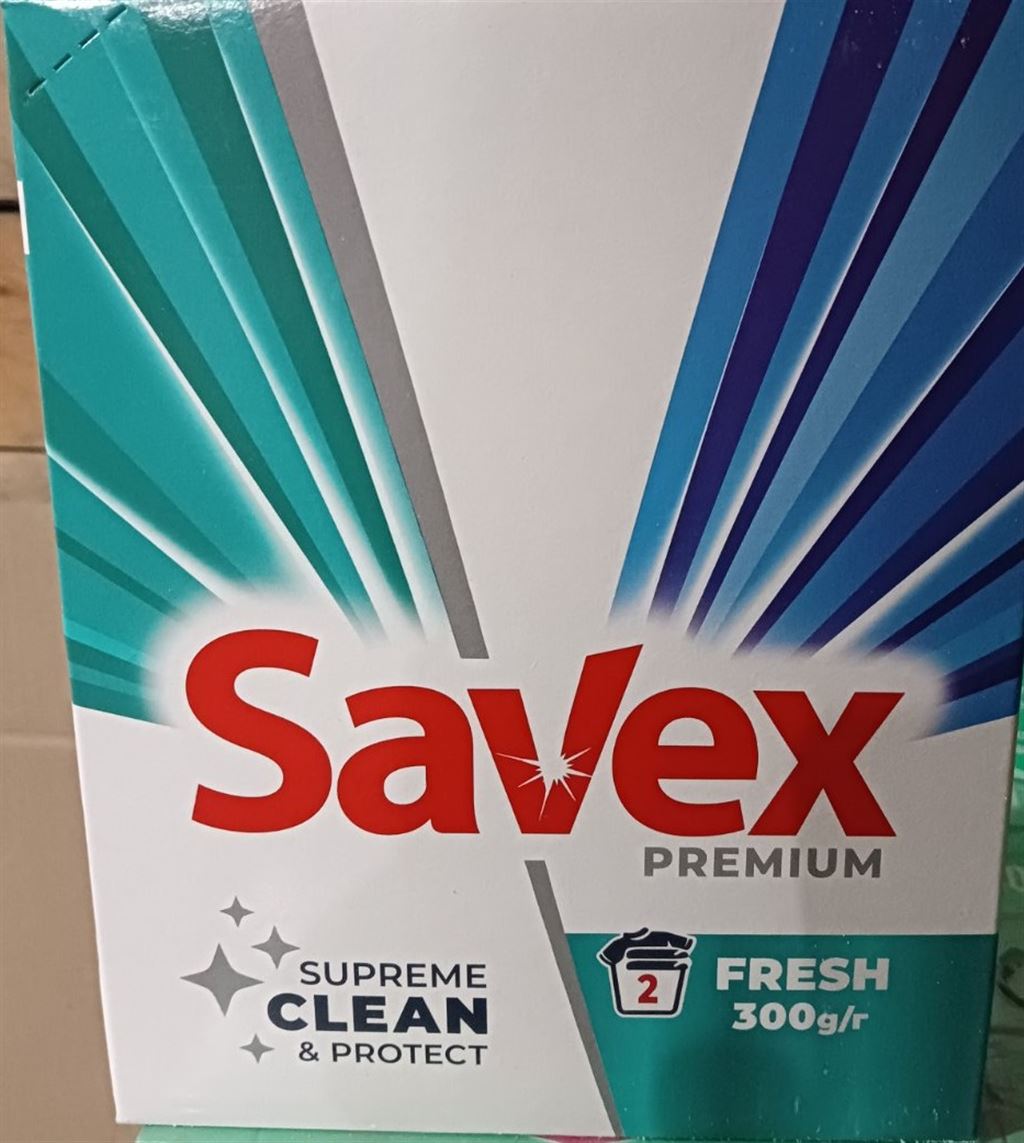 Savex
PREMIUM
SUPREME
CLEAN
& PROTECT
2
FRESH
300g/г